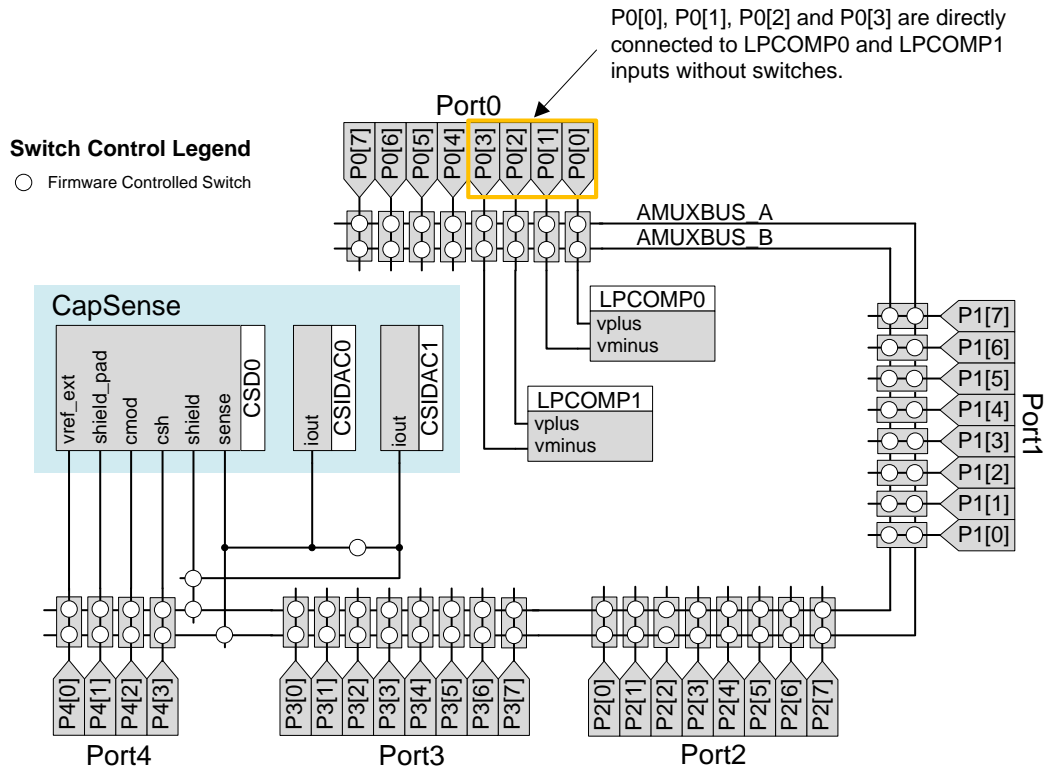 P0[0], P0[1], P0[2] and P0[3] are directly
connected to LPCOMP0 and LPCOMP1
inputs without switches.
Port0
Switch Control Legend
Firmware Controlled Switch
P0[7]
P0[6]
P0[5]
P0[4]
P0[3]
P0[2]
P0[1]
P0[0]
AMUXBUS_A
AMUXBUS_B
CapSense
vref_ext
shield_pad
cmod
csh
shield
sense
CSD0
iout
CSIDAC0
iout
CSIDAC1
LPCOMP0
vplus
vminus
LPCOMP1
vplus
vminus
P1[7]
P1[6]
P1[5]
P1[4]
P1[3]
P1[2]
P1[1]
P1[0]
Port1
P4[0]
P4[1]
P4[2]
P4[3]
P3[0]
P3[1]
P3[2]
P3[3]
P3[4]
P3[5]
P3[6]
P3[7]
P2[0]
P2[1]
P2[2]
P2[3]
P2[4]
P2[5]
P2[6]
P2[7]
Port4
Port3
Port2